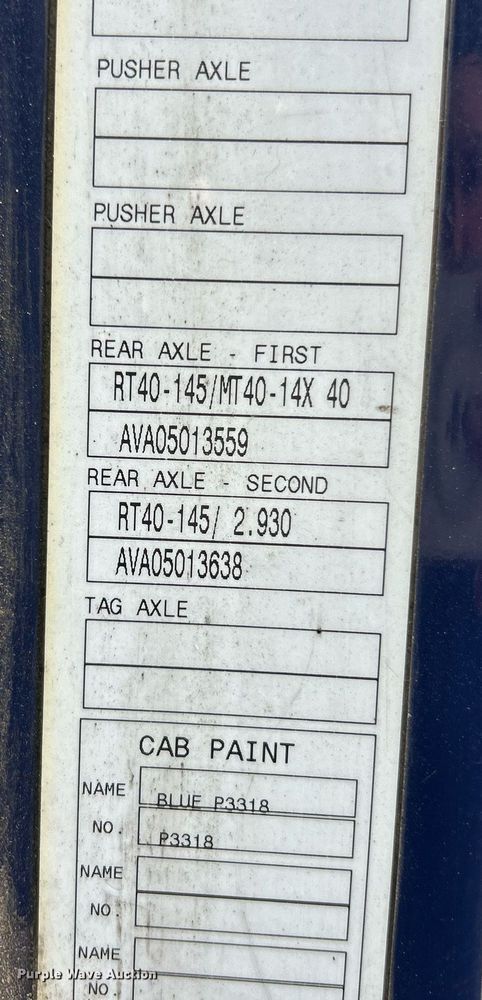 PUSHER AXLE
PUSHER AXLE
REAR AXLE - FIRST
RT40-145/MT40-14X 40
AVA05013559
REAR AXLE - SECOND
RT40-145/ 2.930
AVA05013638
TAG AXLE
CAB PAINT
NAME BLUE P3318
NO. P3318
NAME
NO.
NAME
NO.
Purple Wave Auction